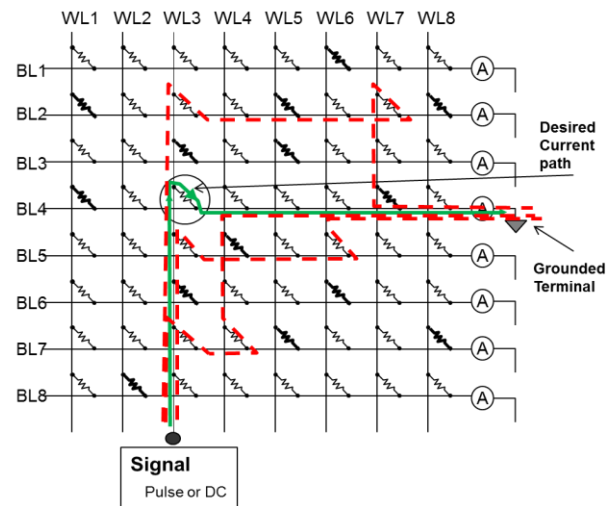 WL1 WL2 WL3 WL4 WL5 WL6 WL7 WL8
BL1 A
BL2 A
Desired
Current
path
BL3 A
BL4 A
Grounded
Terminal
BL5 A
BL6 A
BL7 A
BL8 A
Signal
Pulse or DC